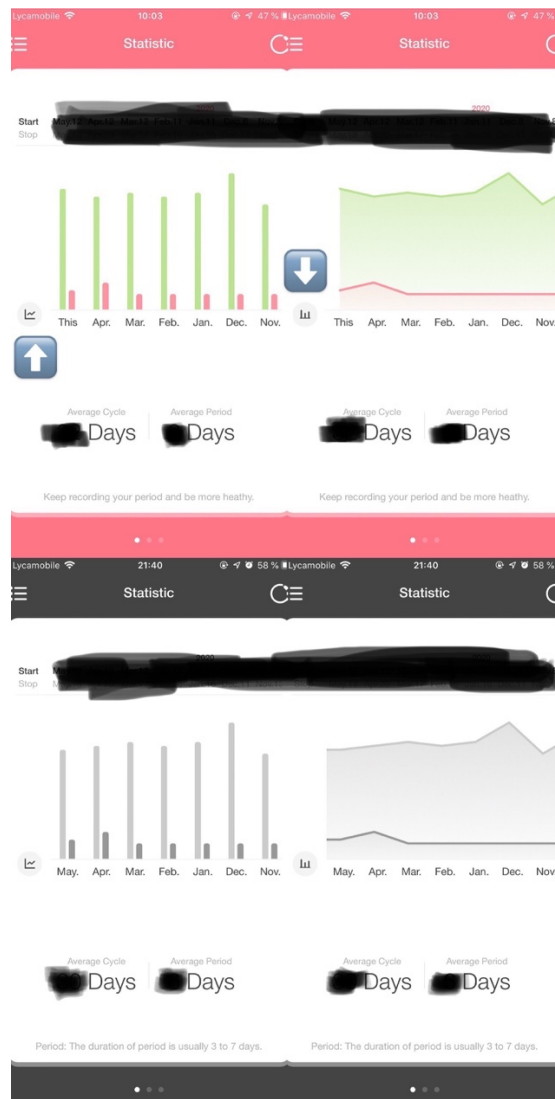 Lycamobile 10:03 47 % Lycamobile 10:03 47 %
Statistic Statistic
2020 2020
Start
Stop
This Apr. Mar. Feb. Jan. Dec. Nov. This Apr. Mar. Feb. Jan. Dec. Nov.
Average Cycle Average Period Average Cycle Average Period
Days Days Days Days
Keep recording your period and be more heathy. Keep recording your period and be more heathy.
Lycamobile 21:40 58 % Lycamobile 21:40 58 %
Statistic Statistic
2020
Start
Stop
May. Apr. Mar. Feb. Jan. Dec. Nov. May. Apr. Mar. Feb. Jan. Dec. Nov.
Average Cycle Average Period Average Cycle Average Period
Days Days Days Days
Period: The duration of period is usually 3 to 7 days. Period: The duration of period is usually 3 to 7 days.